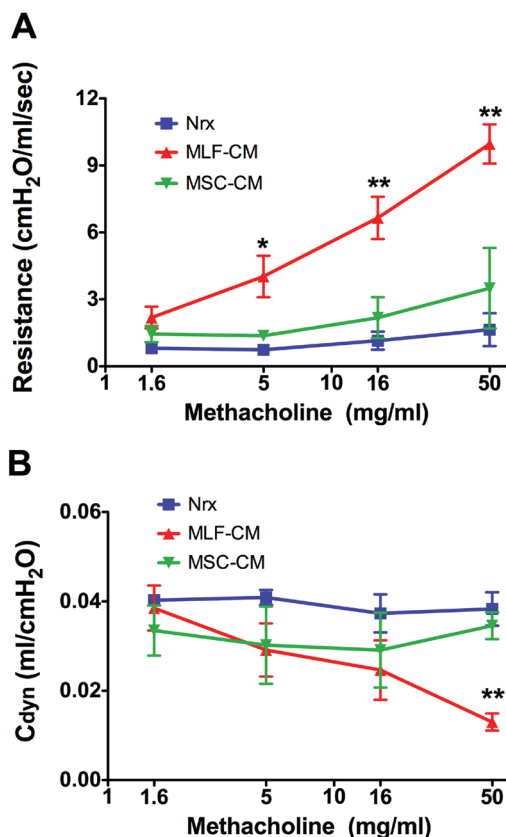 A
Resistance (cmH₂O/ml/sec)
12
9
6
3
0
Nrx
MLF-CM
MSC-CM
*
**
**
1 1.6 5 10 16 50
Methacholine (mg/ml)
B
Cdyn (ml/cmH₂O)
0.06
0.04
0.02
0.00
Nrx
MLF-CM
MSC-CM
**
1 1.6 5 10 16 50
Methacholine (mg/ml)